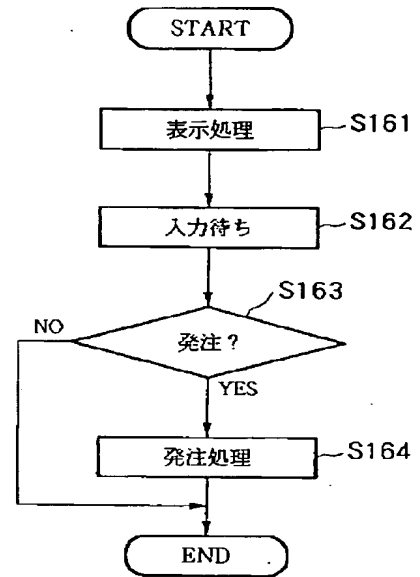 START
表示処理
S161
入力待ち
S162
S163
発注？
NO
YES
発注処理
S164
END